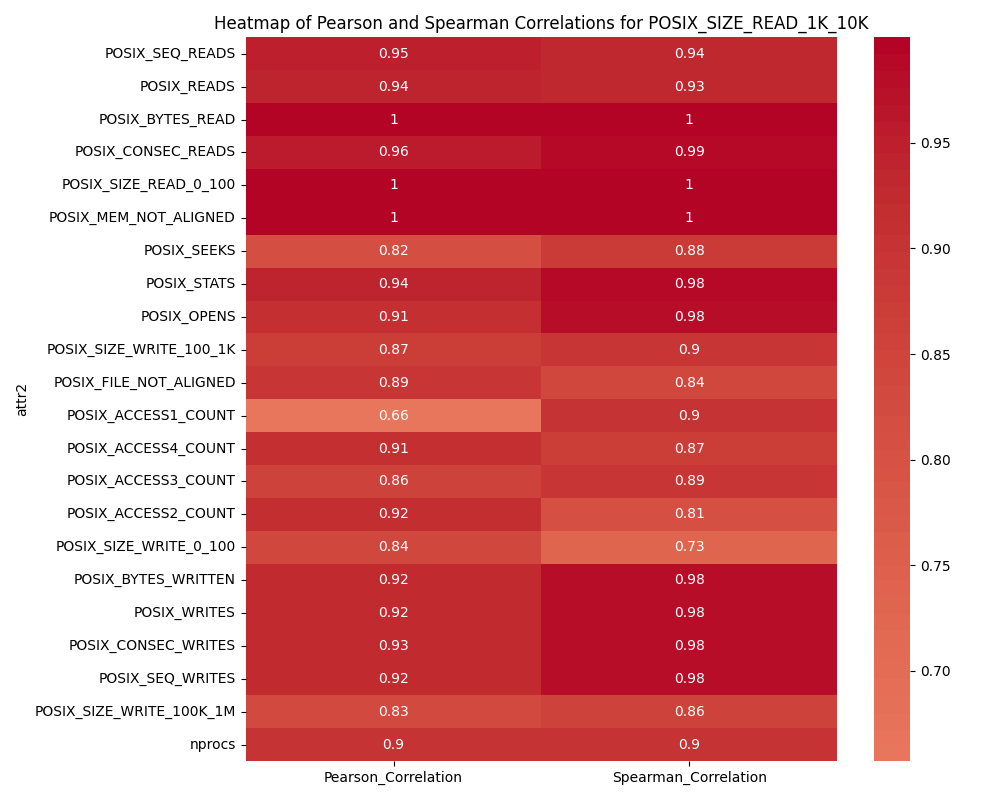 Heatmap of Pearson and Spearman Correlations for POSIX_SIZE_READ_1K_10K
POSIX_SEQ_READS 0.95 0.94
POSIX_READS 0.94 0.93
POSIX_BYTES_READ 1 1
POSIX_CONSEC_READS 0.96 0.99
POSIX_SIZE_READ_0_100 1 1
POSIX_MEM_NOT_ALIGNED 1 1
POSIX_SEEKS 0.82 0.88
POSIX_STATS 0.94 0.98
POSIX_OPENS 0.91 0.98
POSIX_SIZE_WRITE_100_1K 0.87 0.9
POSIX_FILE_NOT_ALIGNED 0.89 0.84
POSIX_ACCESS1_COUNT 0.66 0.9
POSIX_ACCESS4_COUNT 0.91 0.87
POSIX_ACCESS3_COUNT 0.86 0.89
POSIX_ACCESS2_COUNT 0.92 0.81
POSIX_SIZE_WRITE_0_100 0.84 0.73
POSIX_BYTES_WRITTEN 0.92 0.98
POSIX_WRITES 0.92 0.98
POSIX_CONSEC_WRITES 0.93 0.98
POSIX_SEQ_WRITES 0.92 0.98
POSIX_SIZE_WRITE_100K_1M 0.83 0.86
nprocs 0.9 0.9
attr2
Pearson_Correlation Spearman_Correlation
0.95
0.90
0.85
0.80
0.75
0.70